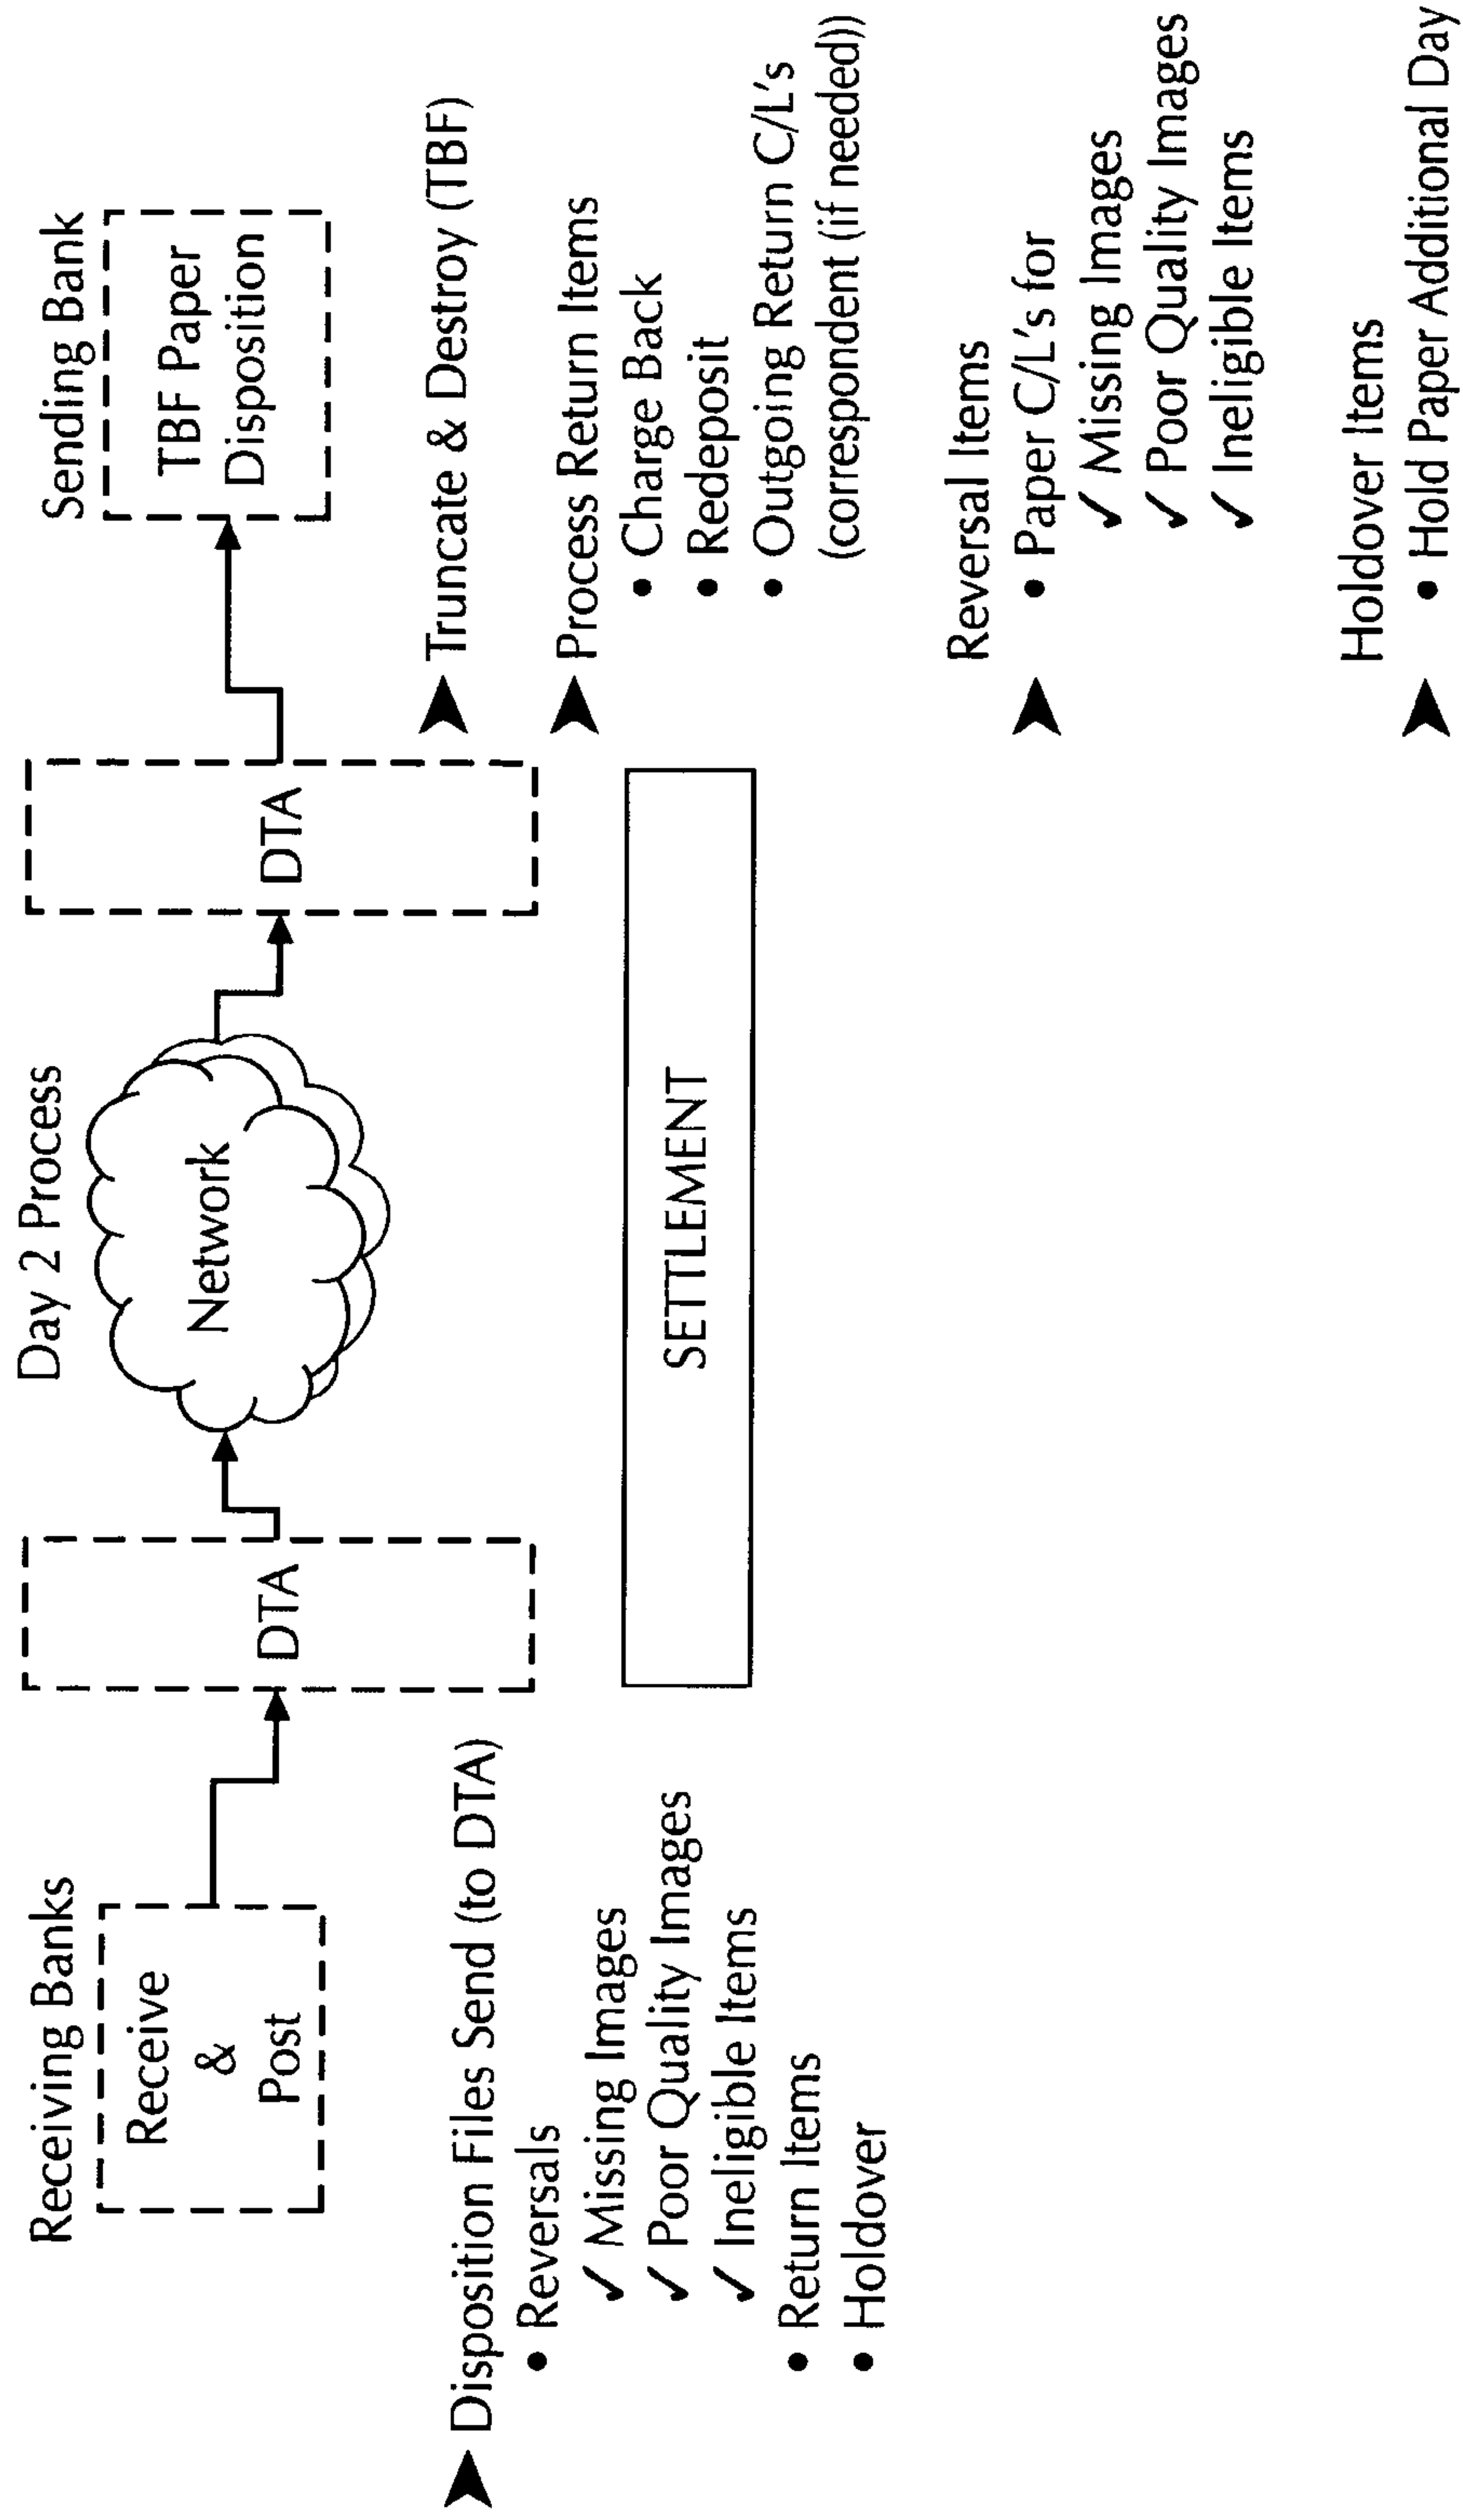 Day 2 Process
Receiving Banks
Receive
&
Post
DTA
Network
DTA
Sending Bank
TBF Paper
Disposition
➤ Disposition Files Send (to DTA)
• Reversals
✓ Missing Images
✓ Poor Quality Images
✓ Ineligible Items
• Return Items
• Holdover
SETTLEMENT
➤ Truncate & Destroy (TBF)
➤ Process Return Items
• Charge Back
• Redeposit
• Outgoing Return C/L's
(correspondent (if needed))
Reversal Items
➤ • Paper C/L's for
✓ Missing Images
✓ Poor Quality Images
✓ Ineligible Items
Holdover Items
➤ • Hold Paper Additional Day